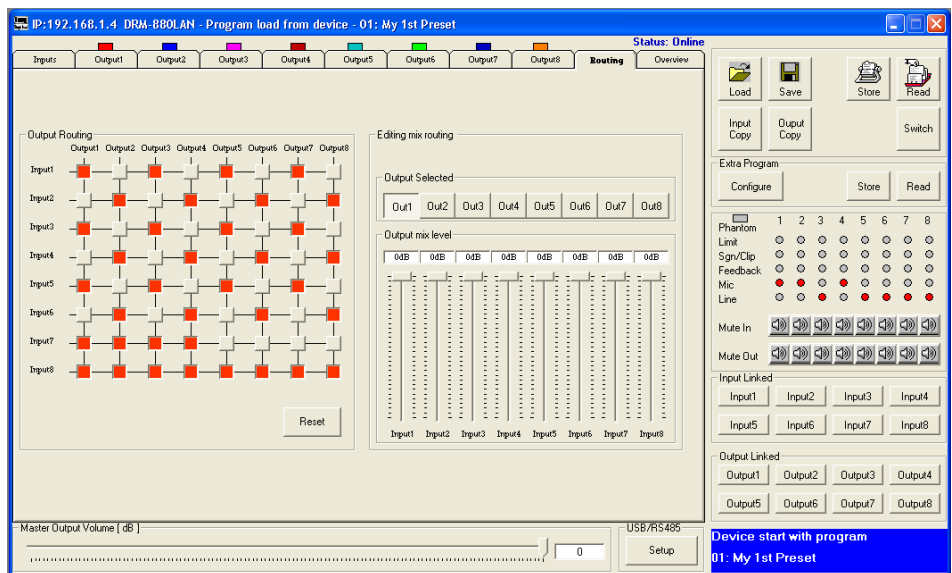 IP:192.168.1.4 DRM-880LAN - Program load from device - 01: My 1st Preset
Status: Online
Inputs Output1 Output2 Output3 Output4 Output5 Output6 Output7 Output8 Routing Overview
Output Routing
Output1 Output2 Output3 Output4 Output5 Output6 Output7 Output8
Input1
Input2
Input3
Input4
Input5
Input6
Input7
Input8
Reset
Editing mix routing
Output Selected
Out1 Out2 Out3 Out4 Out5 Out6 Out7 Out8
Output mix level
0dB 0dB 0dB 0dB 0dB 0dB 0dB 0dB
Input1 Input2 Input3 Input4 Input5 Input6 Input7 Input8
Master Output Volume [ dB ]
0
USB/RS485
Setup
Load Save Store Read
Input Copy Ouput Copy Switch
Extra Program
Configure Store Read
1 2 3 4 5 6 7 8
Phantom
Limit
Sgn/Clip
Feedback
Mic
Line
Mute In
Mute Out
Input Linked
Input1 Input2 Input3 Input4
Input5 Input6 Input7 Input8
Output Linked
Output1 Output2 Output3 Output4
Output5 Output6 Output7 Output8
Device start with program
01: My 1st Preset